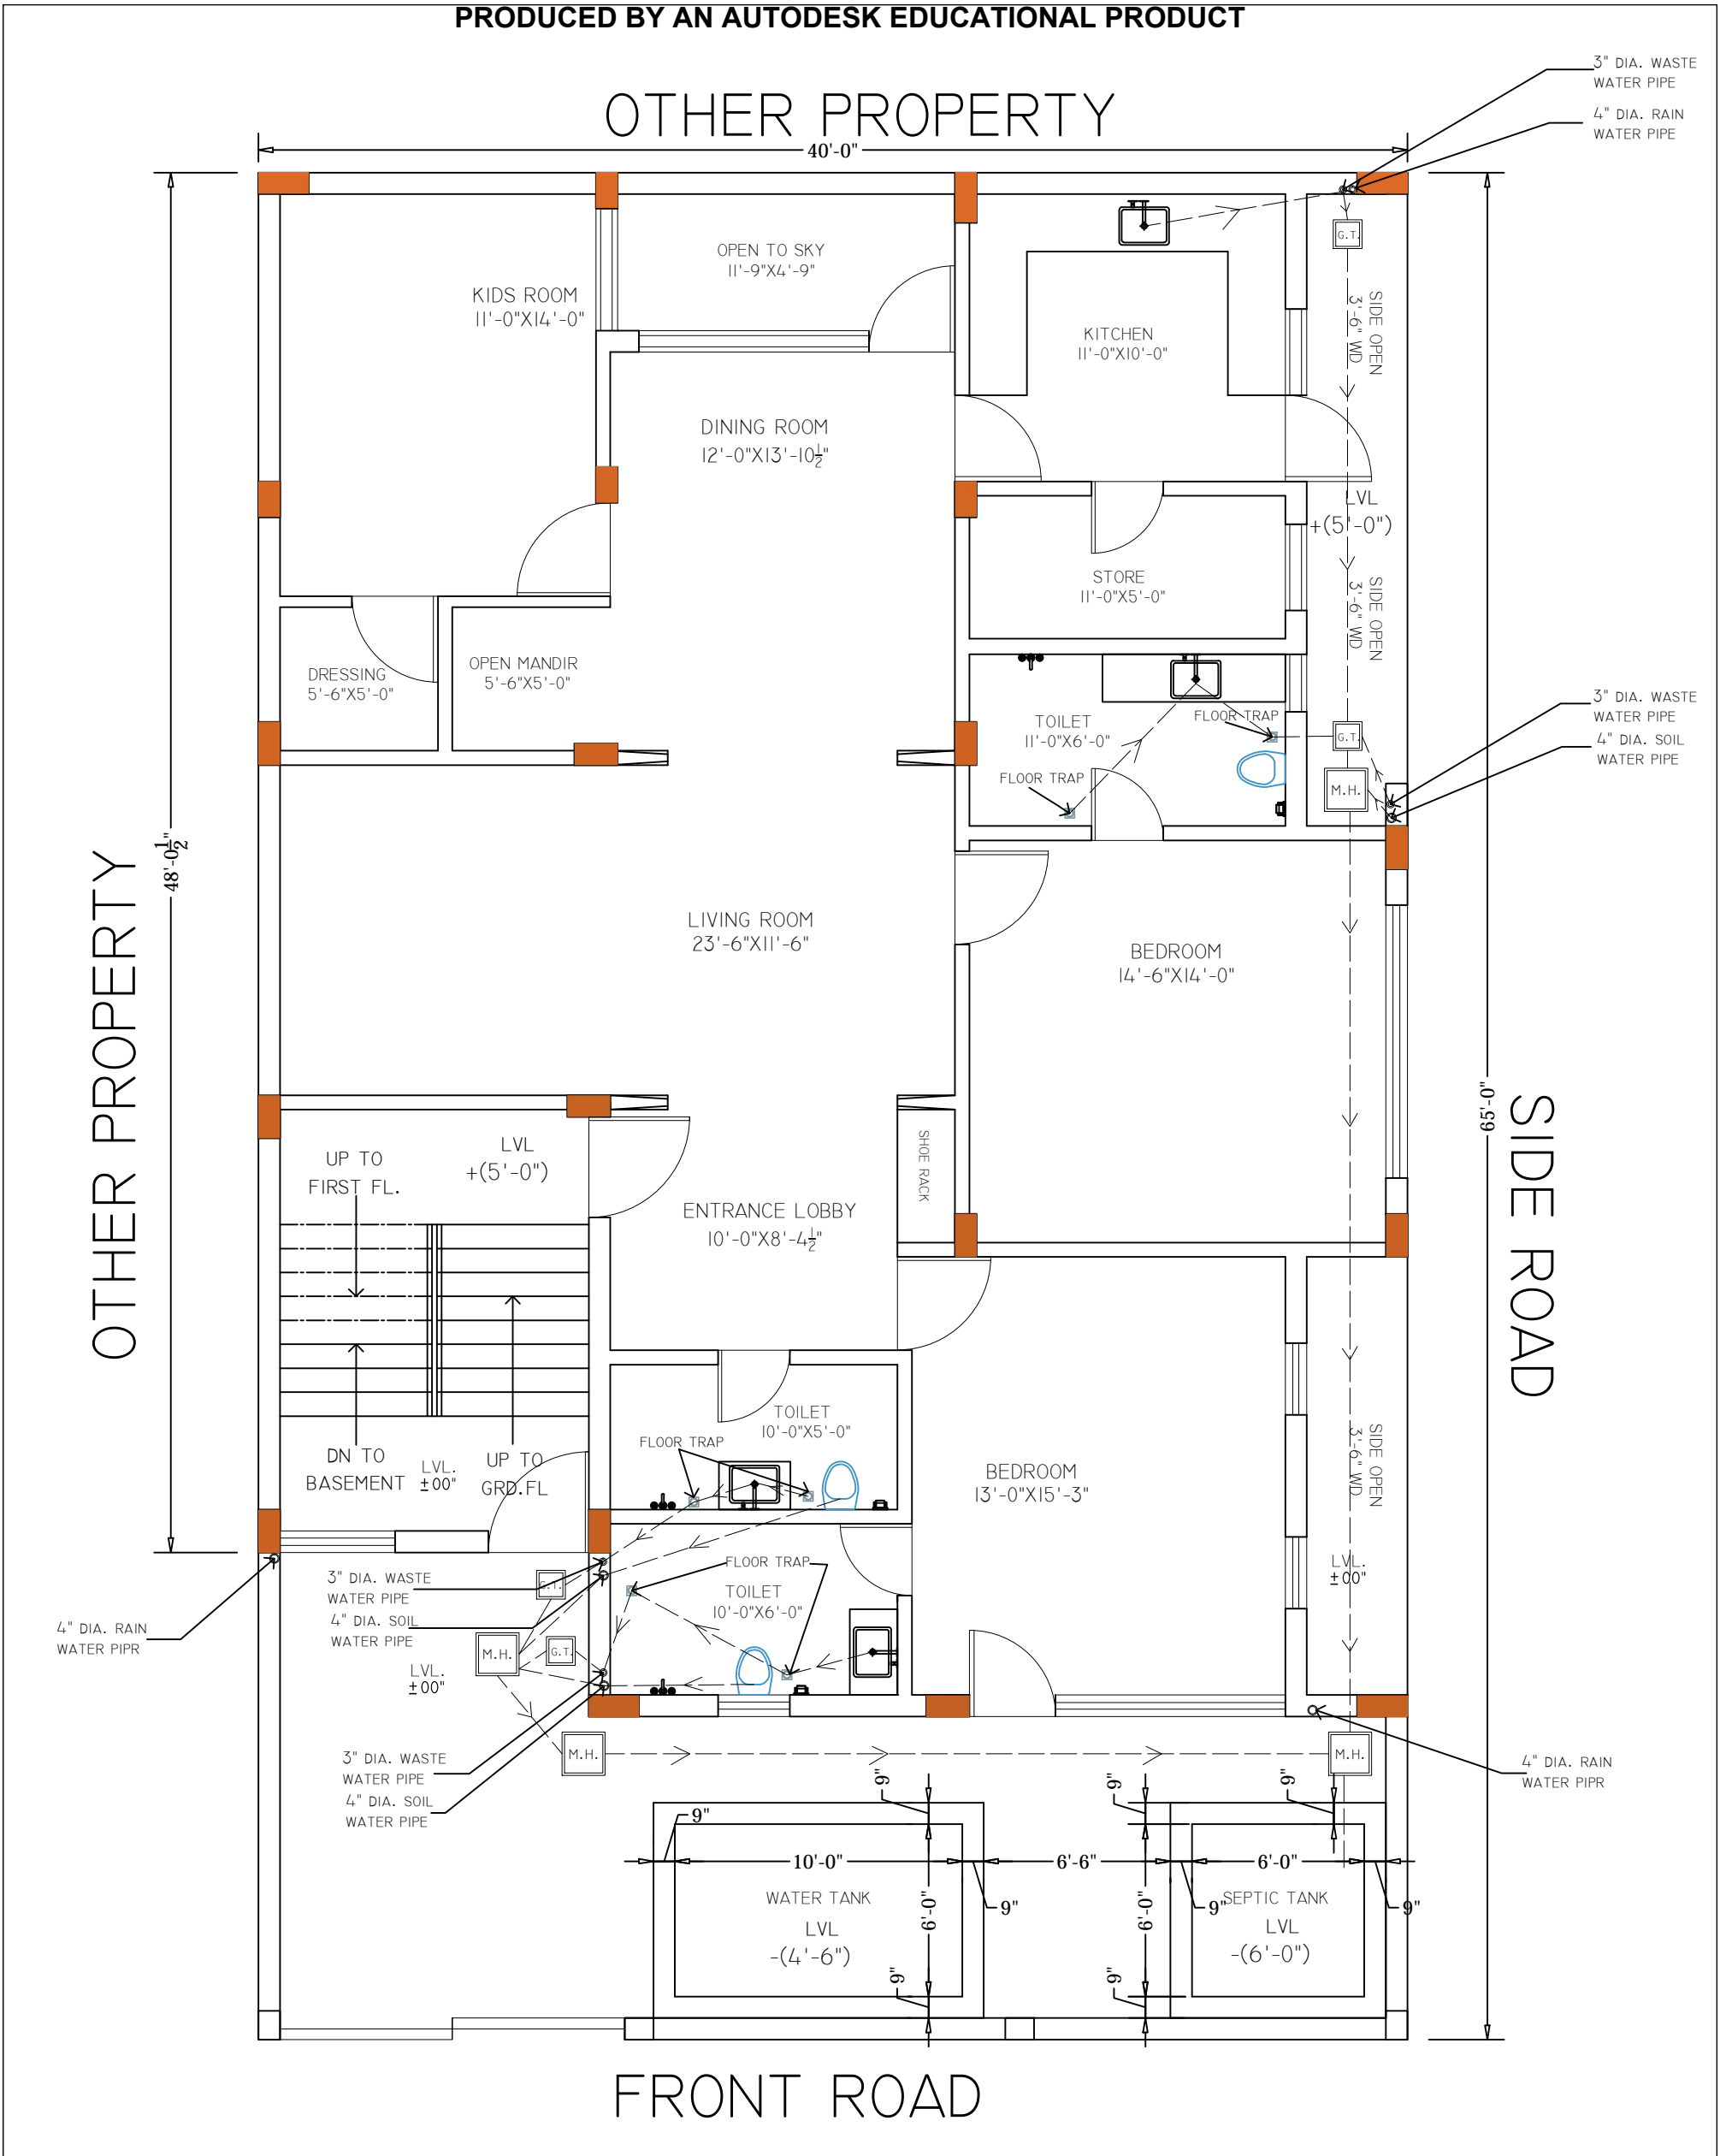 PRODUCED BY AN AUTODESK EDUCATIONAL PRODUCT
3" DIA. WASTE
WATER PIPE
4" DIA. RAIN
WATER PIPE
OTHER PROPERTY
40'-0"
G.T.
OPEN TO SKY
11'-9"X4'-9"
KIDS ROOM
11'-0"X14'-0"
SIDE OPEN
3'-6" WD
KITCHEN
11'-0"X10'-0"
DINING ROOM
12'-0"X13'-10½"
LVL
+(5'-0")
STORE
11'-0"X5'-0"
SIDE OPEN
3'-6" WD
OPEN MANDIR
5'-6"X5'-0"
DRESSING
5'-6"X5'-0"
3" DIA. WASTE
WATER PIPE
4" DIA. SOIL
WATER PIPE
TOILET
11'-0"X6'-0"
FLOOR TRAP
FLOOR TRAP
G.T.
M.H.
OTHER PROPERTY
48'-0½"
LIVING ROOM
23'-6"X11'-6"
BEDROOM
14'-6"X14'-0"
65'-0"
SIDE ROAD
LVL
+(5'-0")
UP TO
FIRST FL.
SHOE RACK
ENTRANCE LOBBY
10'-0"X8'-4½"
TOILET
10'-0"X5'-0"
FLOOR TRAP
DN TO
BASEMENT
LVL.
±00"
UP TO
GRD.FL
BEDROOM
13'-0"X15'-3"
SIDE OPEN
3'-6" WD
LVL.
±00"
3" DIA. WASTE
WATER PIPE
4" DIA. SOIL
WATER PIPE
G.T.
FLOOR TRAP
TOILET
10'-0"X6'-0"
4" DIA. RAIN
WATER PIPR
M.H.
G.T.
LVL.
±00"
3" DIA. WASTE
WATER PIPE
4" DIA. SOIL
WATER PIPE
M.H.
M.H.
4" DIA. RAIN
WATER PIPR
9"
9"
9"
9"
10'-0"
6'-6"
6'-0"
WATER TANK
LVL
-(4'-6")
6'-0"
9"
6'-0"
9"
SEPTIC TANK
LVL
-(6'-0")
9"
9"
9"
FRONT ROAD